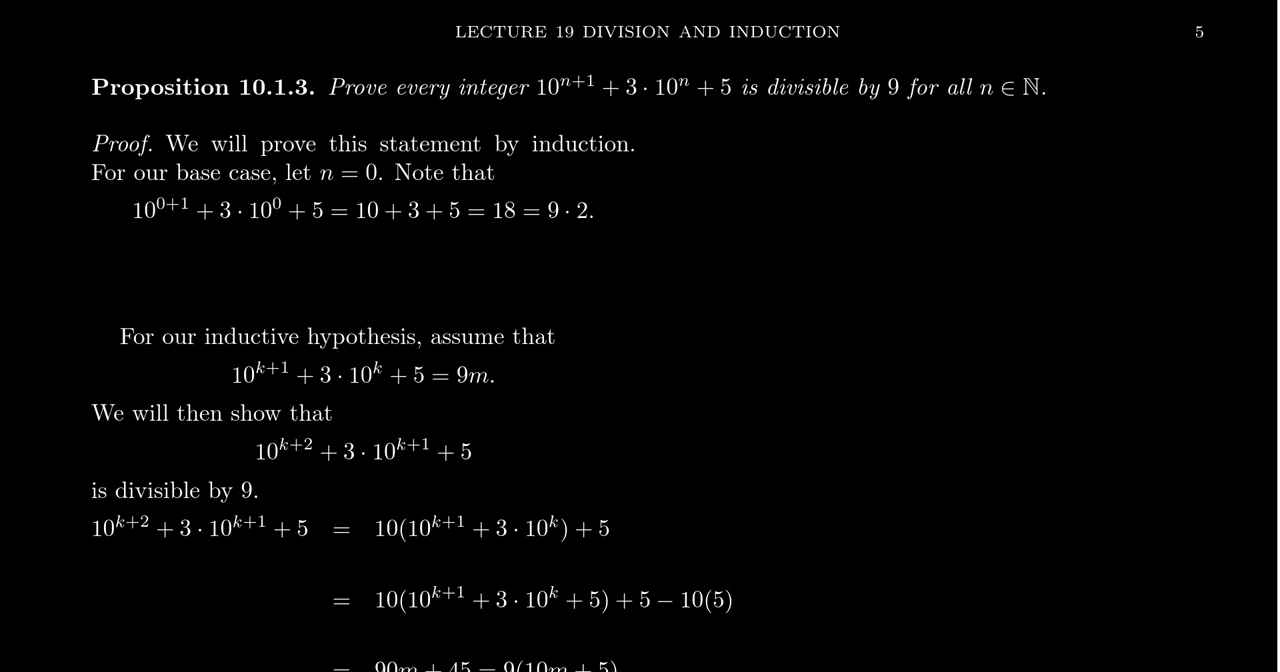 LECTURE 19 DIVISION AND INDUCTION 5
Proposition 10.1.3. Prove every integer 10^{n+1} + 3 · 10^n + 5 is divisible by 9 for all n ∈ ℕ.
Proof. We will prove this statement by induction.
For our base case, let n = 0. Note that
10^{0+1} + 3 · 10^0 + 5 = 10 + 3 + 5 = 18 = 9 · 2.
For our inductive hypothesis, assume that
10^{k+1} + 3 · 10^k + 5 = 9m.
We will then show that
10^{k+2} + 3 · 10^{k+1} + 5
is divisible by 9.
10^{k+2} + 3 · 10^{k+1} + 5 = 10(10^{k+1} + 3 · 10^k) + 5
= 10(10^{k+1} + 3 · 10^k + 5) + 5 − 10(5)
= 90m + 45 = 9(10m + 5)